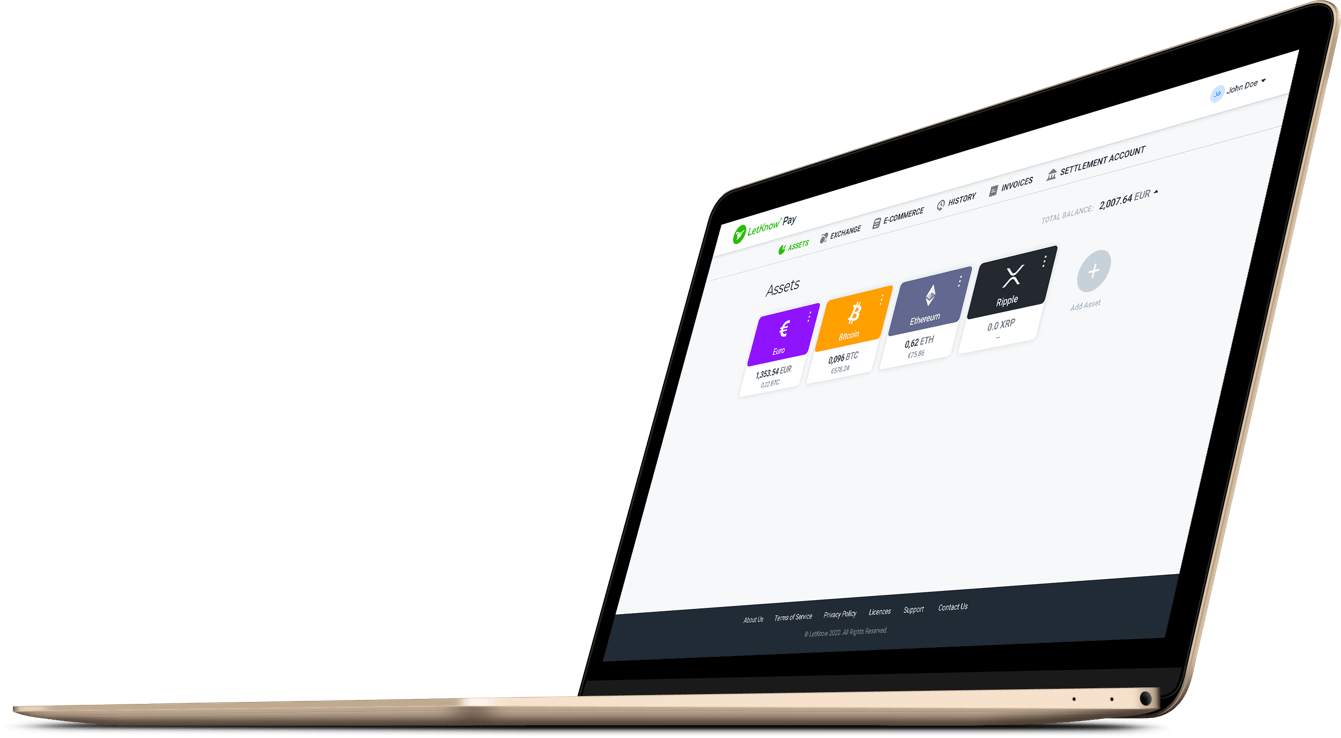 John Doe
LetKnow Pay
ASSETS EXCHANGE E-COMMERCE HISTORY INVOICES SETTLEMENT ACCOUNT
TOTAL BALANCE: 2,007.64 EUR
Assets
€
Euro
1,353.54 EUR
0.22 BTC
Bitcoin
0,096 BTC
€578.24
Ethereum
0,62 ETH
€75.86
Ripple
0.0 XRP
--
Add Asset
About Us Terms of Service Privacy Policy Licences Support Contact Us
© LetKnow 2020. All Rights Reserved.